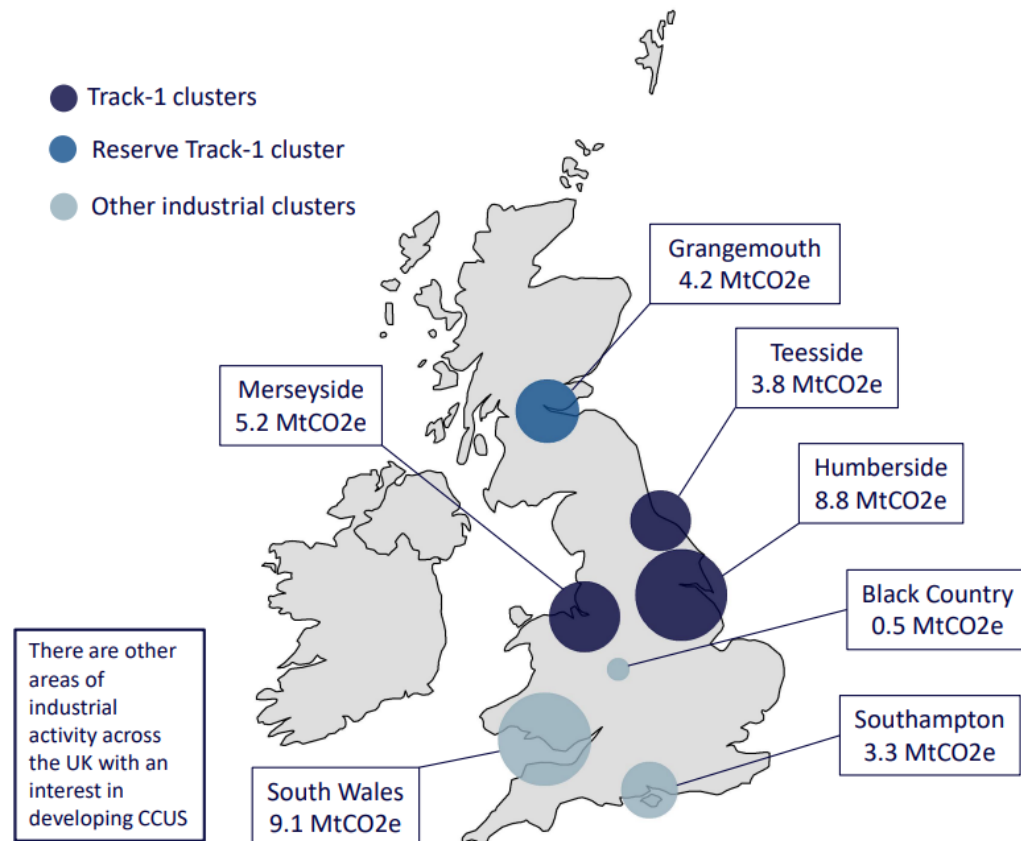 Track-1 clusters
Reserve Track-1 cluster
Other industrial clusters
Grangemouth
4.2 MtCO2e
Teesside
3.8 MtCO2e
Merseyside
5.2 MtCO2e
Humberside
8.8 MtCO2e
Black Country
0.5 MtCO2e
Southampton
3.3 MtCO2e
South Wales
9.1 MtCO2e
There are other
areas of
industrial
activity across
the UK with an
interest in
developing CCUS